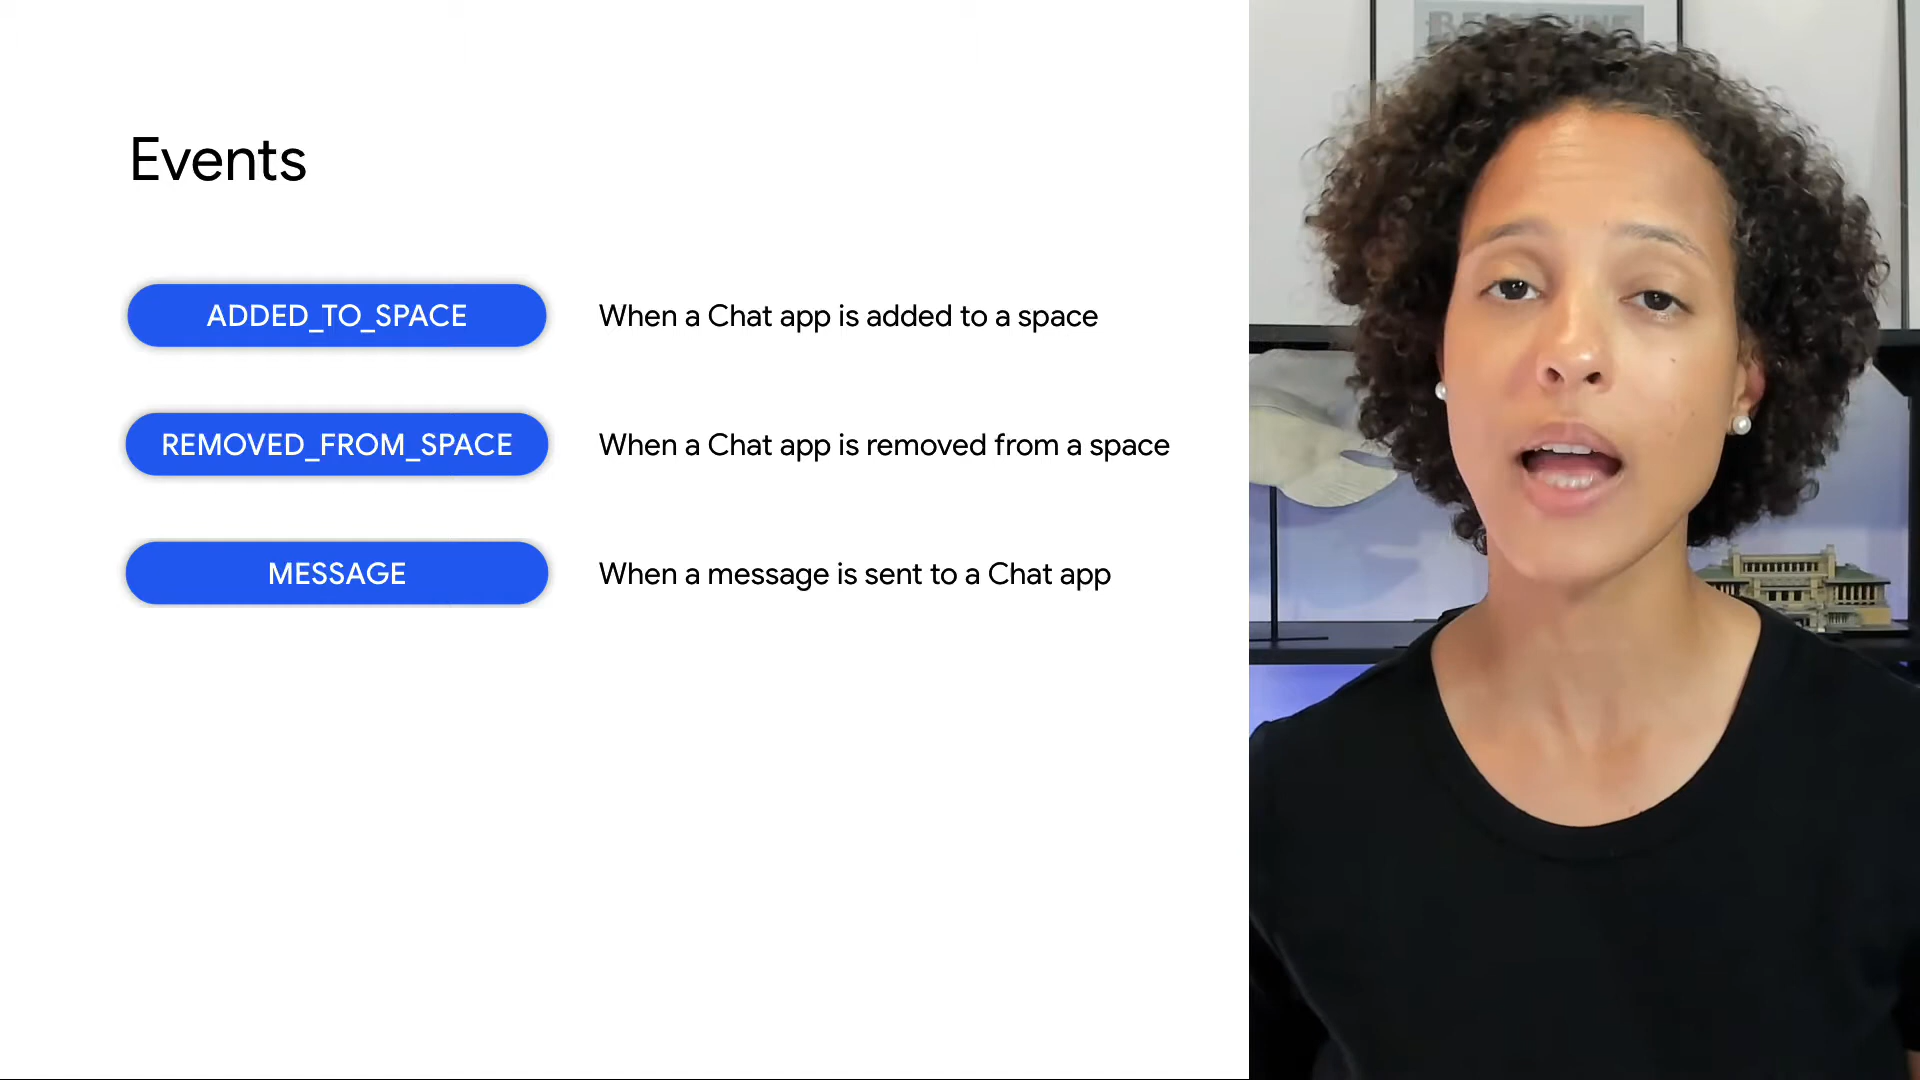 Events
ADDED_TO_SPACE When a Chat app is added to a space
REMOVED_FROM_SPACE When a Chat app is removed from a space
MESSAGE When a message is sent to a Chat app